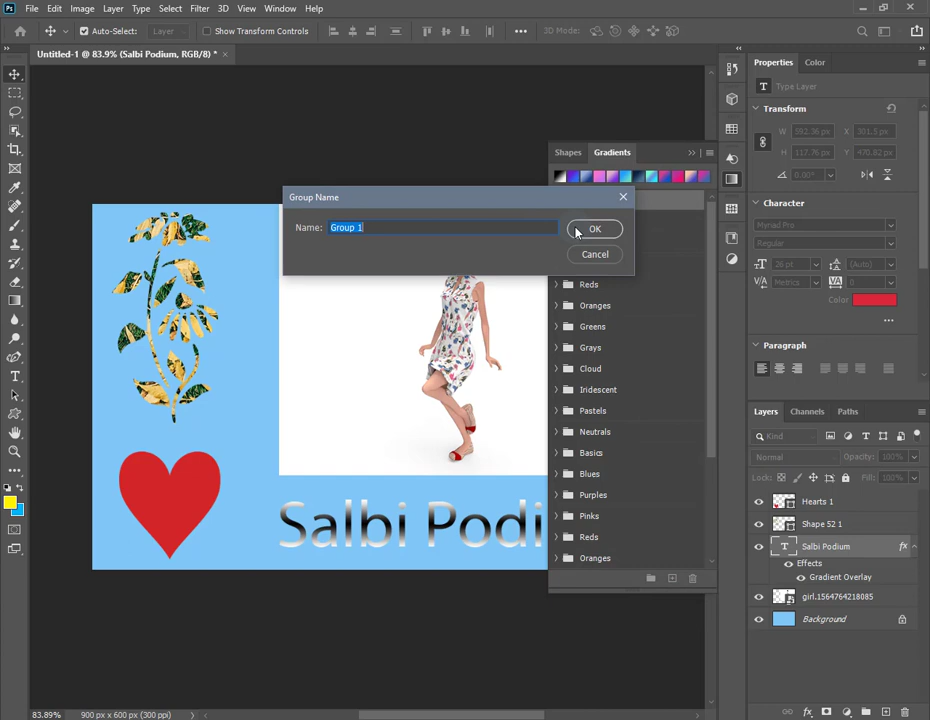 Ps File Edit Image Layer Type Select Filter 3D View Window Help
Auto-Select: Layer Show Transform Controls 3D Mode:
Untitled-1 @ 83.9% (Salbi Podium, RGB/8) *
Properties Color
T Type Layer
Transform
W 592.36 px X 301.5 px
H 117.76 px Y 470.82 px
0.00°
Character
Myriad Pro
Regular
26 pt (Auto)
Metrics 0
Color
Paragraph
Shapes Gradients
Group Name
Name: Group 1 OK
Cancel
Reds
Oranges
Greens
Grays
Cloud
Iridescent
Pastels
Neutrals
Basics
Blues
Purples
Pinks
Reds
Oranges
Salbi Podi
Layers Channels Paths
Kind
Normal Opacity: 100%
Lock: Fill: 100%
Hearts 1
Shape 52 1
T Salbi Podium fx
Effects
Gradient Overlay
girl.1564764218085
Background
83.89% 900 px x 600 px (300 ppi)